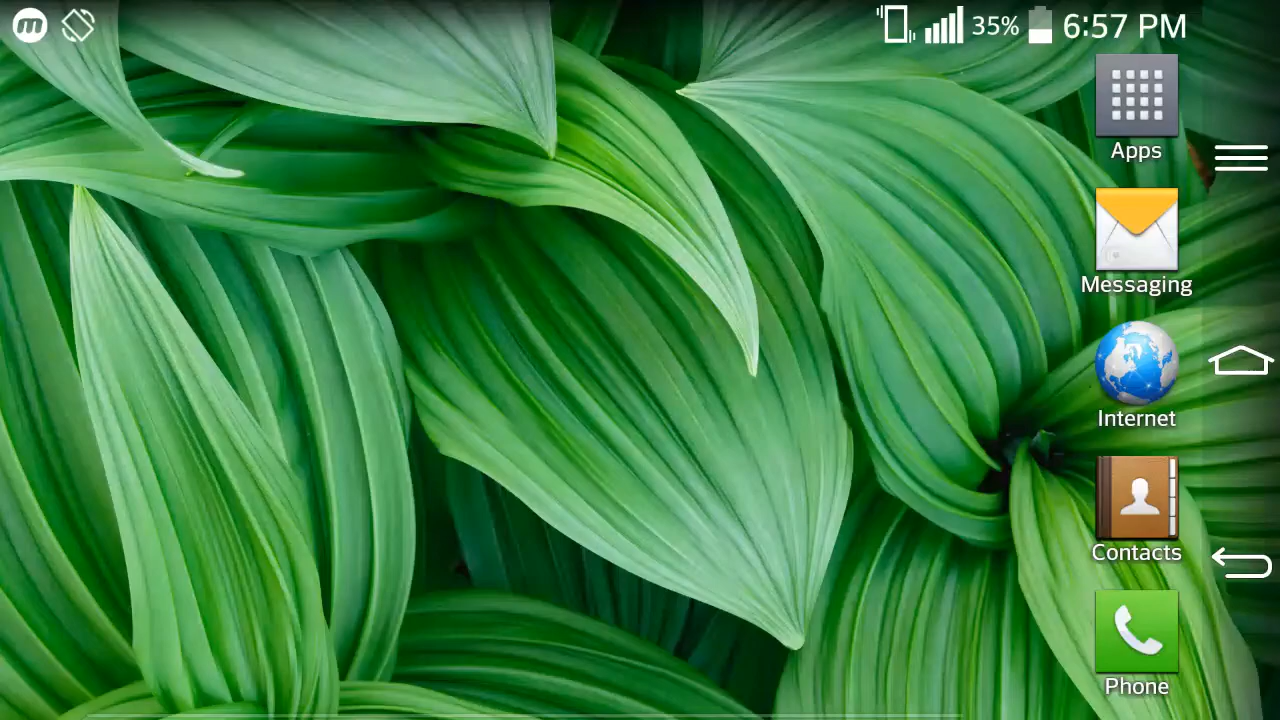 m
35%
6:57 PM
Apps
Messaging
Internet
Contacts
Phone